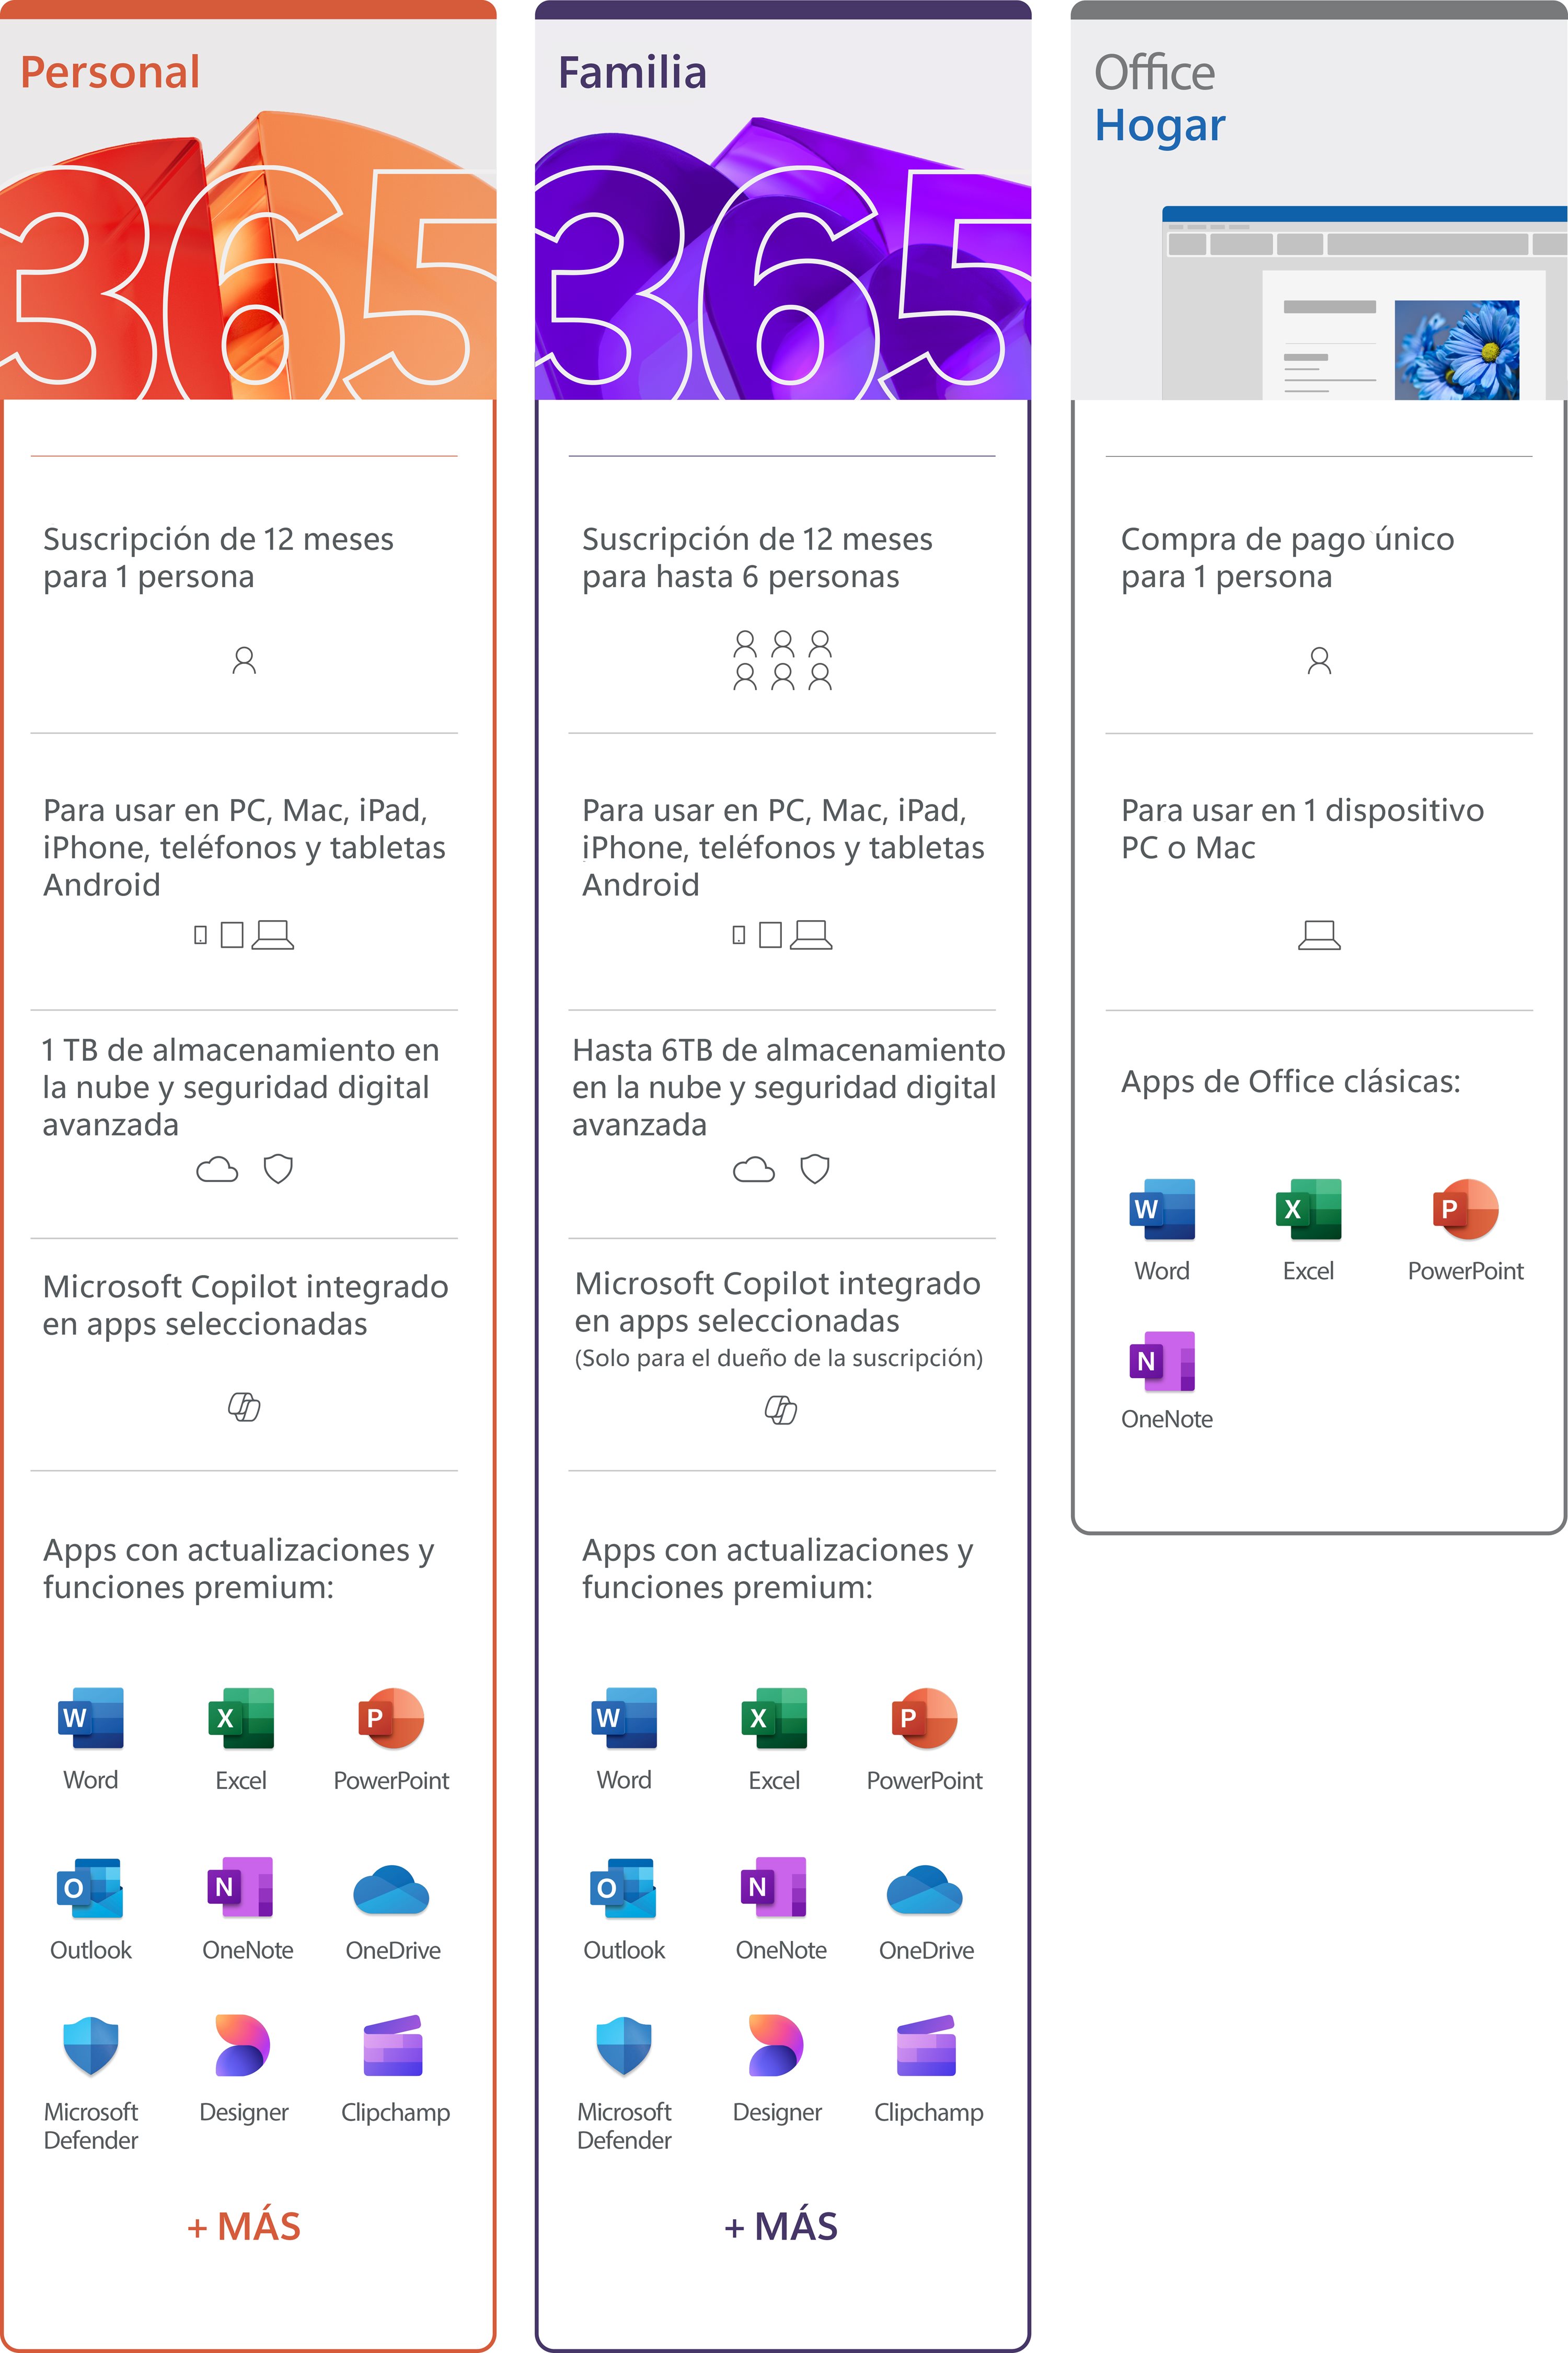 Personal
365
Suscripción de 12 meses
para 1 persona
Para usar en PC, Mac, iPad,
iPhone, teléfonos y tabletas
Android
1 TB de almacenamiento en
la nube y seguridad digital
avanzada
Microsoft Copilot integrado
en apps seleccionadas
Apps con actualizaciones y
funciones premium:
W X P
Word Excel PowerPoint
O N
Outlook OneNote OneDrive
Microsoft
Defender
Designer
Clipchamp
+ MÁS
Familia
365
Suscripción de 12 meses
para hasta 6 personas
Para usar en PC, Mac, iPad,
iPhone, teléfonos y tabletas
Android
Hasta 6TB de almacenamiento
en la nube y seguridad digital
avanzada
Microsoft Copilot integrado
en apps seleccionadas
(Solo para el dueño de la suscripción)
Apps con actualizaciones y
funciones premium:
W X P
Word Excel PowerPoint
O N
Outlook OneNote OneDrive
Microsoft
Defender
Designer
Clipchamp
+ MÁS
Office
Hogar
Compra de pago único
para 1 persona
Para usar en 1 dispositivo
PC o Mac
Apps de Office clásicas:
W X P
Word Excel PowerPoint
N
OneNote